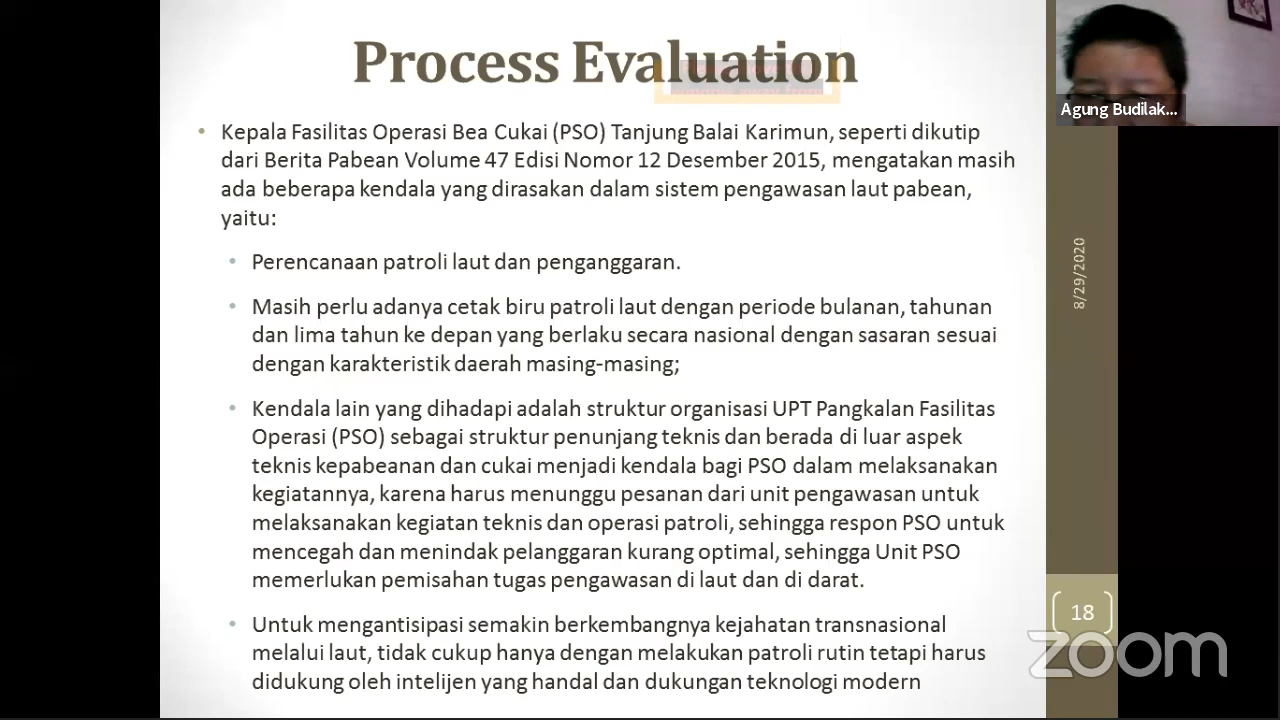 Process Evaluation
Agung Budilak...
• Kepala Fasilitas Operasi Bea Cukai (PSO) Tanjung Balai Karimun, seperti dikutip
dari Berita Pabean Volume 47 Edisi Nomor 12 Desember 2015, mengatakan masih
ada beberapa kendala yang dirasakan dalam sistem pengawasan laut pabean,
yaitu:
• Perencanaan patroli laut dan penganggaran.
• Masih perlu adanya cetak biru patroli laut dengan periode bulanan, tahunan
dan lima tahun ke depan yang berlaku secara nasional dengan sasaran sesuai
dengan karakteristik daerah masing-masing;
• Kendala lain yang dihadapi adalah struktur organisasi UPT Pangkalan Fasilitas
Operasi (PSO) sebagai struktur penunjang teknis dan berada di luar aspek
teknis kepabeanan dan cukai menjadi kendala bagi PSO dalam melaksanakan
kegiatannya, karena harus menunggu pesanan dari unit pengawasan untuk
melaksanakan kegiatan teknis dan operasi patroli, sehingga respon PSO untuk
mencegah dan menindak pelanggaran kurang optimal, sehingga Unit PSO
memerlukan pemisahan tugas pengawasan di laut dan di darat.
• Untuk mengantisipasi semakin berkembangnya kejahatan transnasional
melalui laut, tidak cukup hanya dengan melakukan patroli rutin tetapi harus
didukung oleh intelijen yang handal dan dukungan teknologi modern
8/29/2020
18
zoom